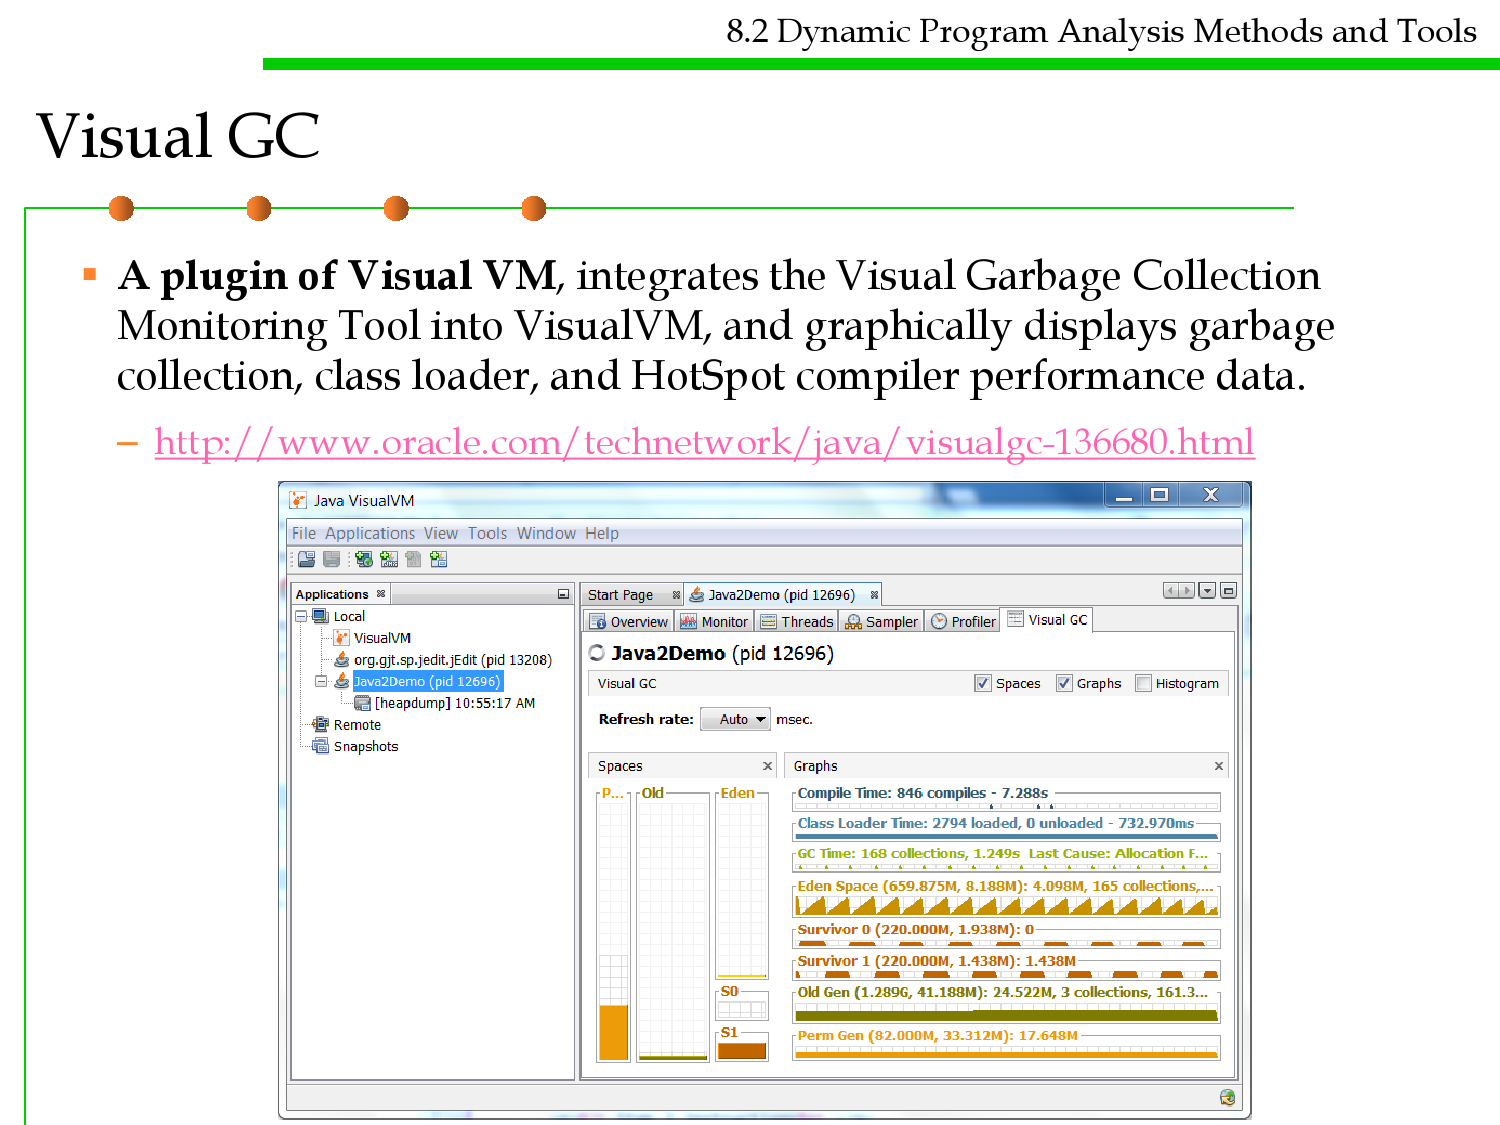 8.2 Dynamic Program Analysis Methods and Tools
Visual GC
A plugin of Visual VM, integrates the Visual Garbage Collection
Monitoring Tool into VisualVM, and graphically displays garbage
collection, class loader, and HotSpot compiler performance data.
– http://www.oracle.com/technetwork/java/visualgc-136680.html
Java VisualVM
File Applications View Tools Window Help
Applications
Local
VisualVM
org.gjt.sp.jedit.jEdit (pid 13208)
Java2Demo (pid 12696)
[heapdump] 10:55:17 AM
Remote
Snapshots
Start Page
Java2Demo (pid 12696)
Overview Monitor Threads Sampler Profiler Visual GC
Java2Demo (pid 12696)
Visual GC Spaces Graphs Histogram
Refresh rate: Auto msec.
Spaces x
P... Old Eden
S0
S1
Graphs x
Compile Time: 846 compiles - 7.288s
Class Loader Time: 2794 loaded, 0 unloaded - 732.970ms
GC Time: 168 collections, 1.249s Last Cause: Allocation F...
Eden Space (659.875M, 8.188M): 4.098M, 165 collections,...
Survivor 0 (220.000M, 1.938M): 0
Survivor 1 (220.000M, 1.438M): 1.438M
Old Gen (1.289G, 41.188M): 24.522M, 3 collections, 161.3...
Perm Gen (82.000M, 33.312M): 17.648M